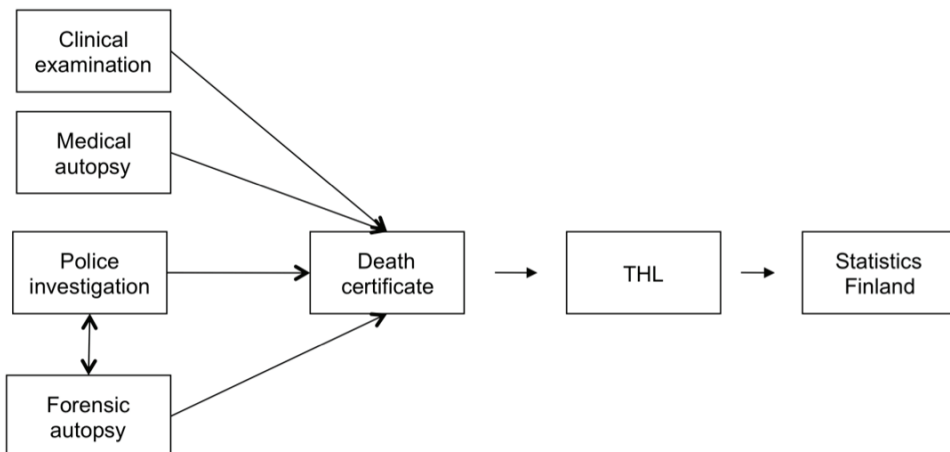 Clinical
examination
Medical
autopsy
Police
investigation
Forensic
autopsy
Death
certificate
THL
Statistics
Finland